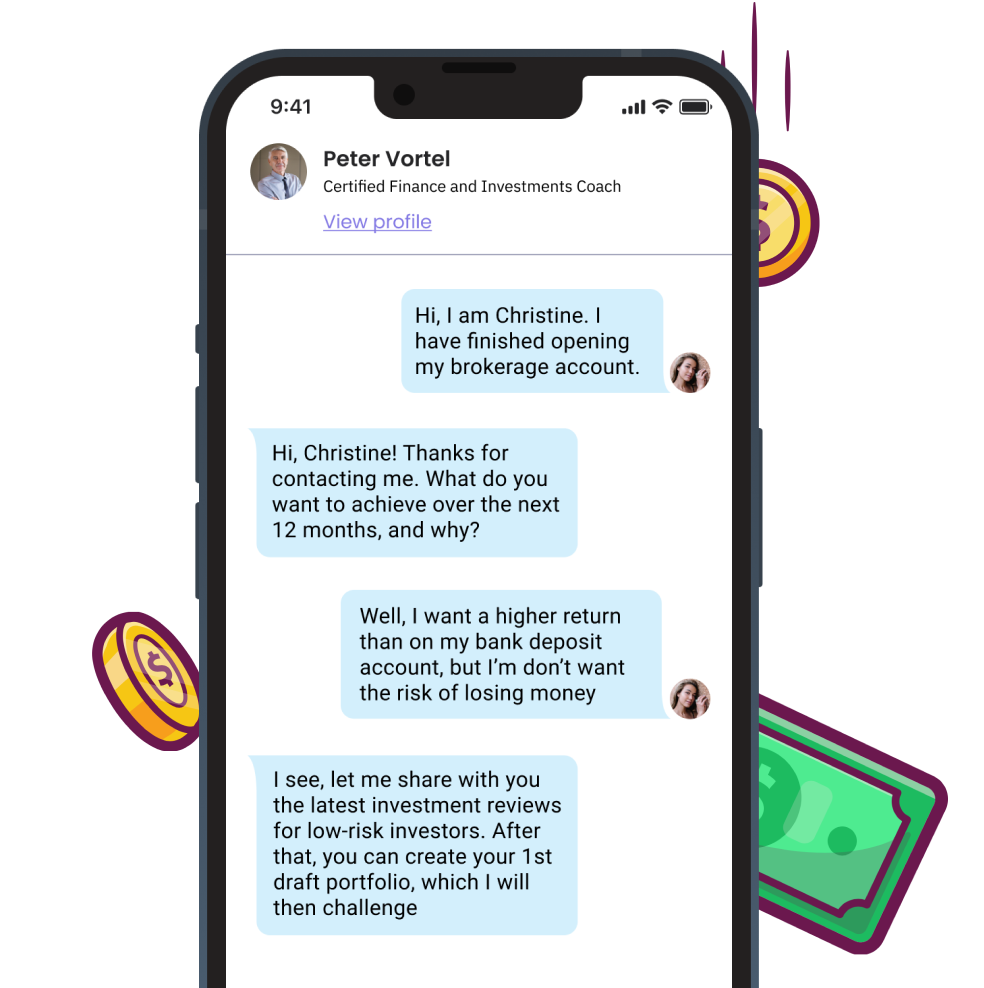 9:41
Peter Vortel
Certified Finance and Investments Coach
View profile
Hi, I am Christine. I
have finished opening
my brokerage account.
Hi, Christine! Thanks for
contacting me. What do you
want to achieve over the next
12 months, and why?
Well, I want a higher return
than on my bank deposit
account, but I’m don’t want
the risk of losing money
I see, let me share with you
the latest investment reviews
for low-risk investors. After
that, you can create your 1st
draft portfolio, which I will
then challenge
$
$
$